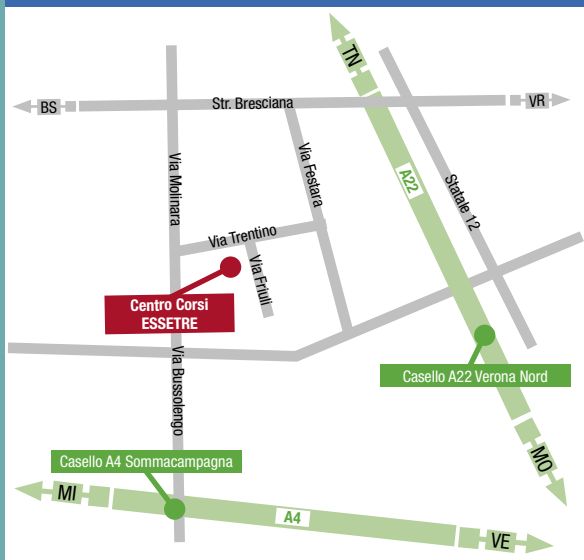 TN
BS
Str. Bresciana
VR
Via Molinara
Via Festara
A22
Statale 12
Via Trentino
Via Friuli
Centro Corsi
ESSETRE
Via Bussolengo
Casello A22 Verona Nord
Casello A4 Sommacampagna
MO
MI
A4
VE